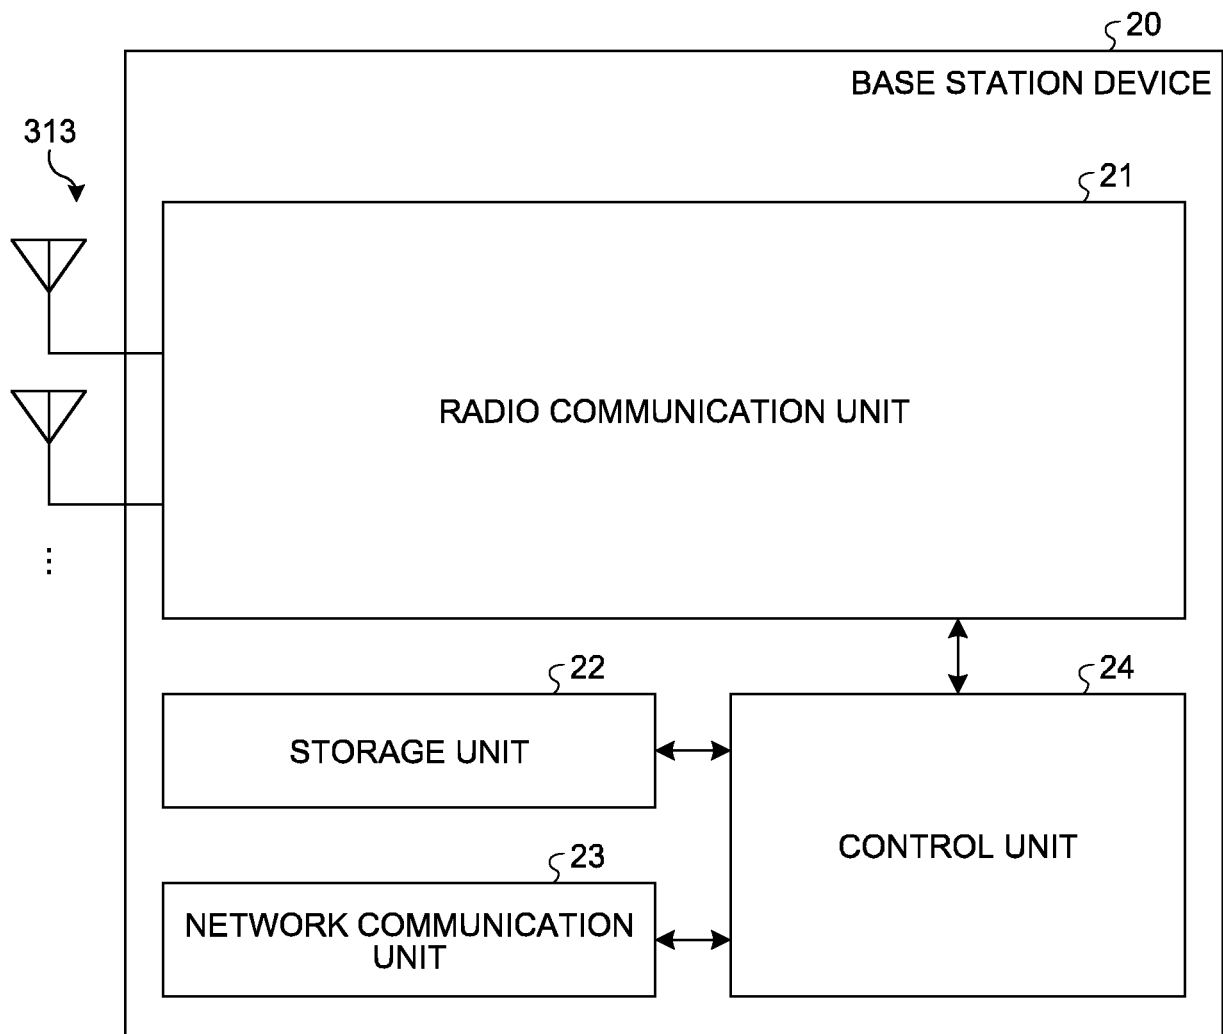 20
BASE STATION DEVICE
313
21
RADIO COMMUNICATION UNIT
22
STORAGE UNIT
24
CONTROL UNIT
23
NETWORK COMMUNICATION
UNIT